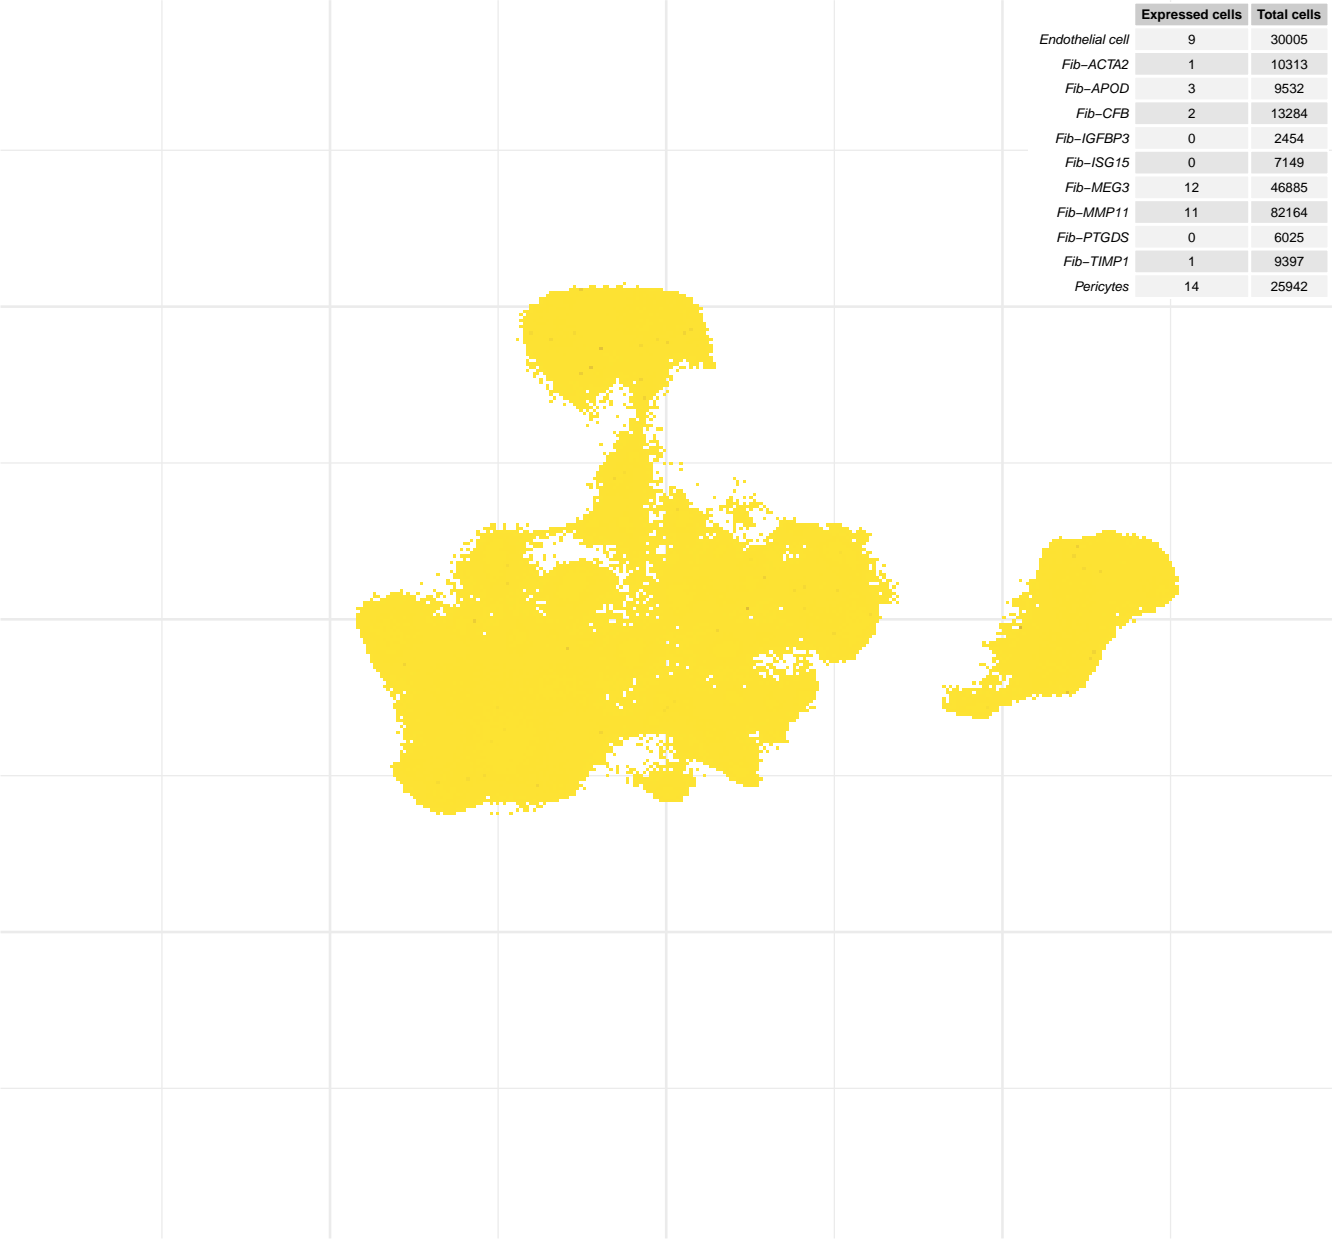 Expressed cells Total cells
Endothelial cell 9 30005
Fib−ACTA2 1 10313
Fib−APOD 3 9532
Fib−CFB 2 13284
Fib−IGFBP3 0 2454
Fib−ISG15 0 7149
Fib−MEG3 12 46885
Fib−MMP11 11 82164
Fib−PTGDS 0 6025
Fib−TIMP1 1 9397
Pericytes 14 25942